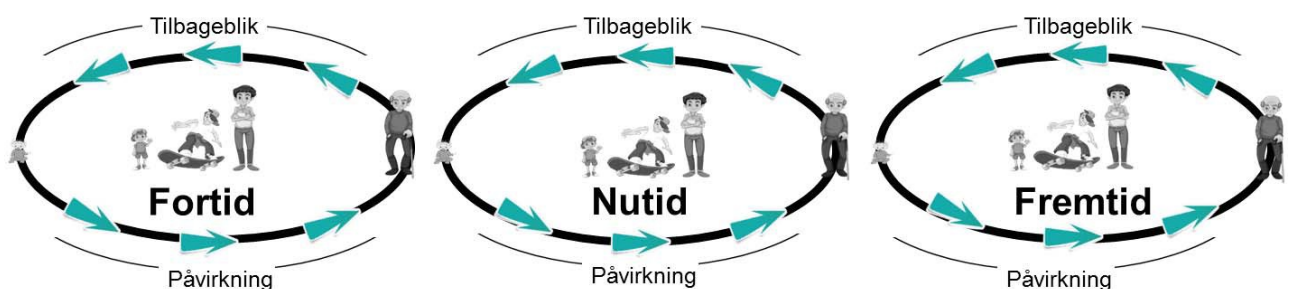 Tilbageblik
Tilbageblik
Tilbageblik
Fortid
Nutid
Fremtid
Påvirkning
Påvirkning
Påvirkning